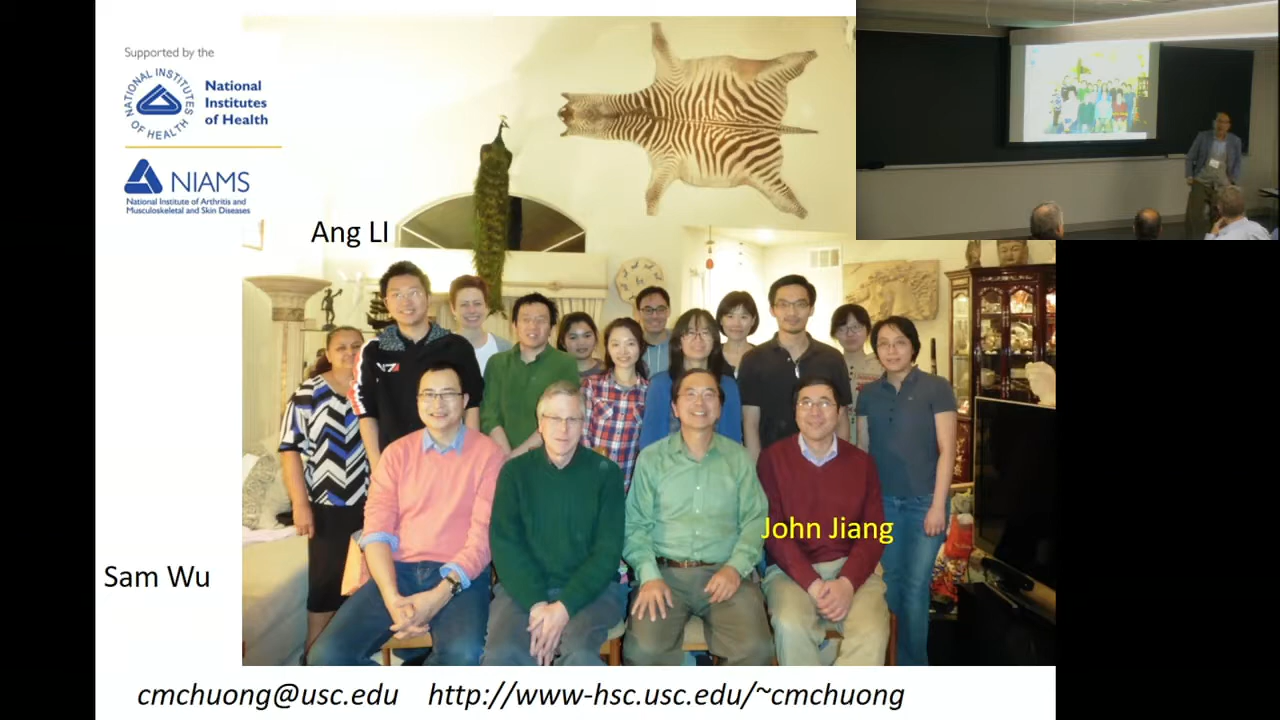 Supported by the
NATIONAL INSTITUTES OF HEALTH
National
Institutes
of Health
NIAMS
National Institute of Arthritis and
Musculoskeletal and Skin Diseases
Ang LI
N7
John Jiang
Sam Wu
cmchuong@usc.edu http://www-hsc.usc.edu/~cmchuong